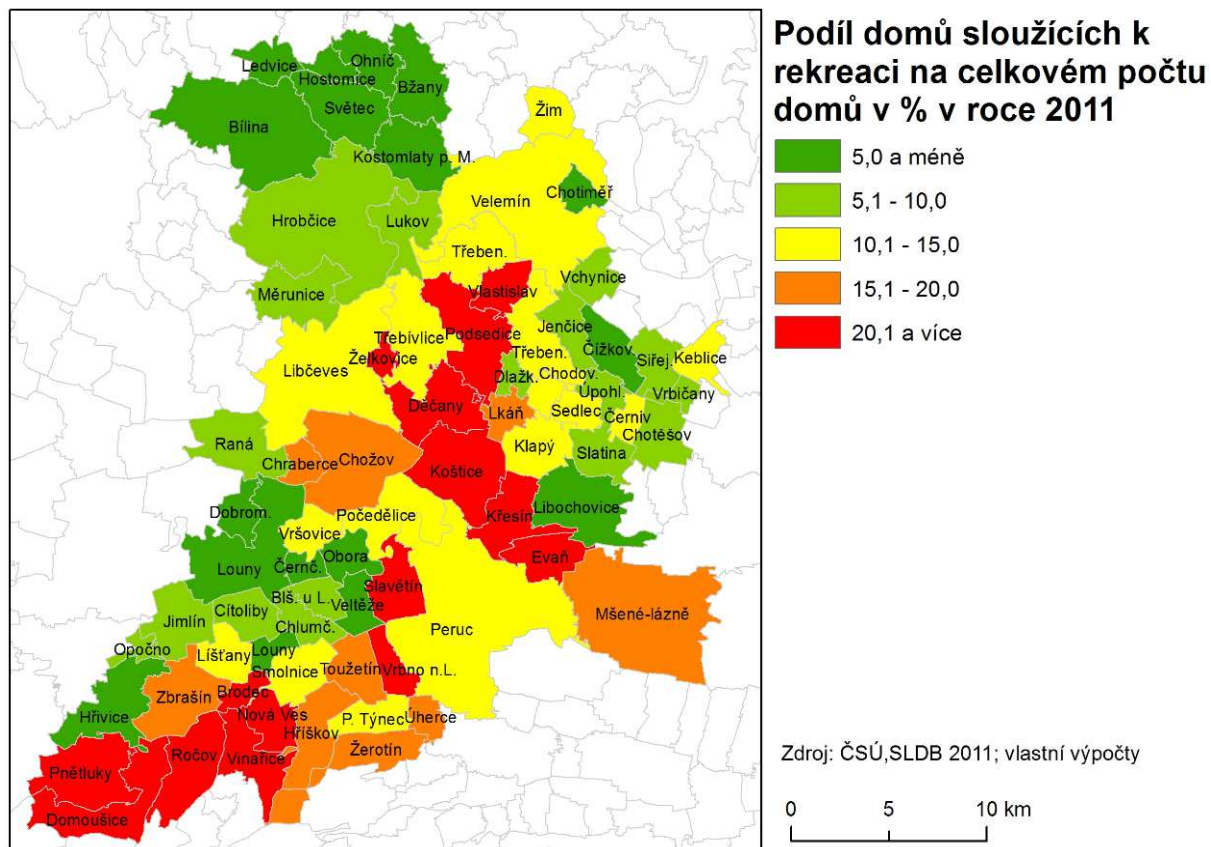 Podíl domů sloužících k
rekreaci na celkovém počtu
domů v % v roce 2011
5,0 a méně
5,1 - 10,0
10,1 - 15,0
15,1 - 20,0
20,1 a více
Zdroj: ČSÚ,SLDB 2011; vlastní výpočty
0 5 10 km
Ledvice
Ohníč
Hostomice
Bžany
Světec
Bílina
Žim
Kostomlaty p. M.
Chotiměř
Velemín
Hrobčice
Lukov
Třeben.
Vchynice
Měrunice
Vlastislav
Třebívlice
Podsedice
Jenčice
Čížkov.
Želkovice
Třeben.
Siřej.
Keblice
Libčeves
Dlažk.
Chodov.
Úpohl.
Vrbičany
Děčany
Lkáň
Sedlec
Černiv
Chotěšov
Raná
Klapý
Slatina
Chraberce
Chožov
Koštice
Dobrom.
Počedělice
Křesín
Libochovice
Vršovice
Obora
Evaň
Louny
Černč.
Slavětín
Blš. u L.
Veltěže
Mšené-lázně
Cítoliby
Jimlín
Chlumč.
Peruc
Opočno
Líšťany
Louny
Smolnice
Toužetín
Vrbno n.L.
Zbrašín
Brodec
Hřivice
Nová Ves
Hříškov
P. Týnec
Úherce
Ročov
Vinařice
Žerotín
Pnětluky
Domoušice